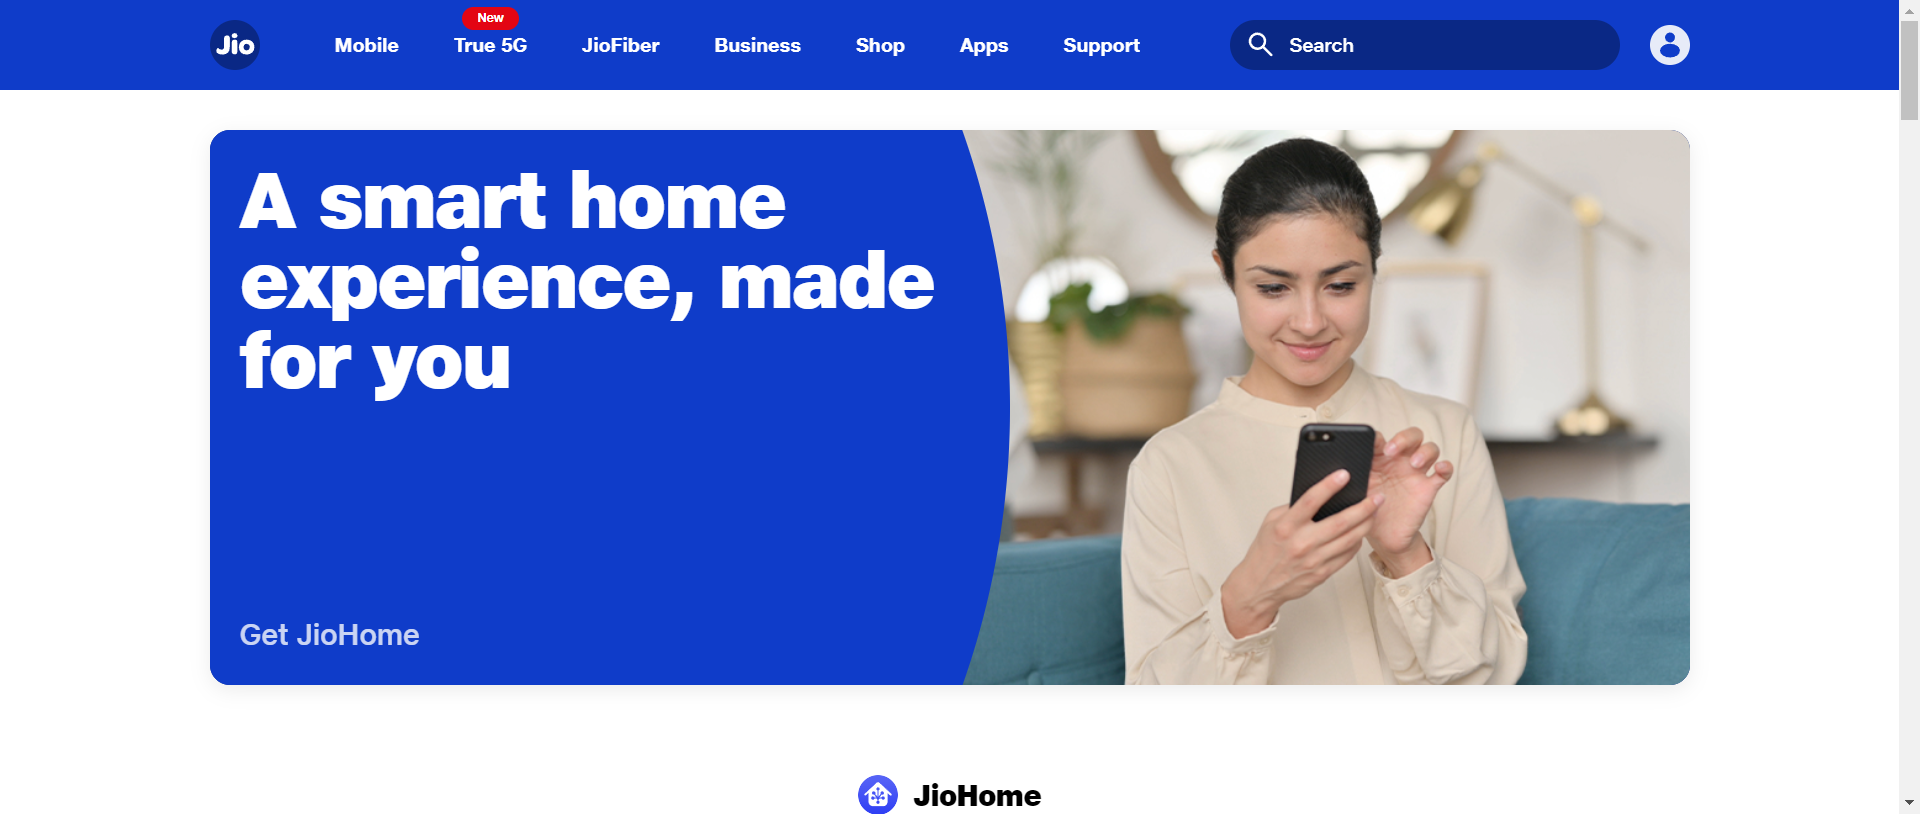 Jio
Mobile
New
True 5G
JioFiber
Business
Shop
Apps
Support
Search
A smart home
experience, made
for you
Get JioHome
JioHome